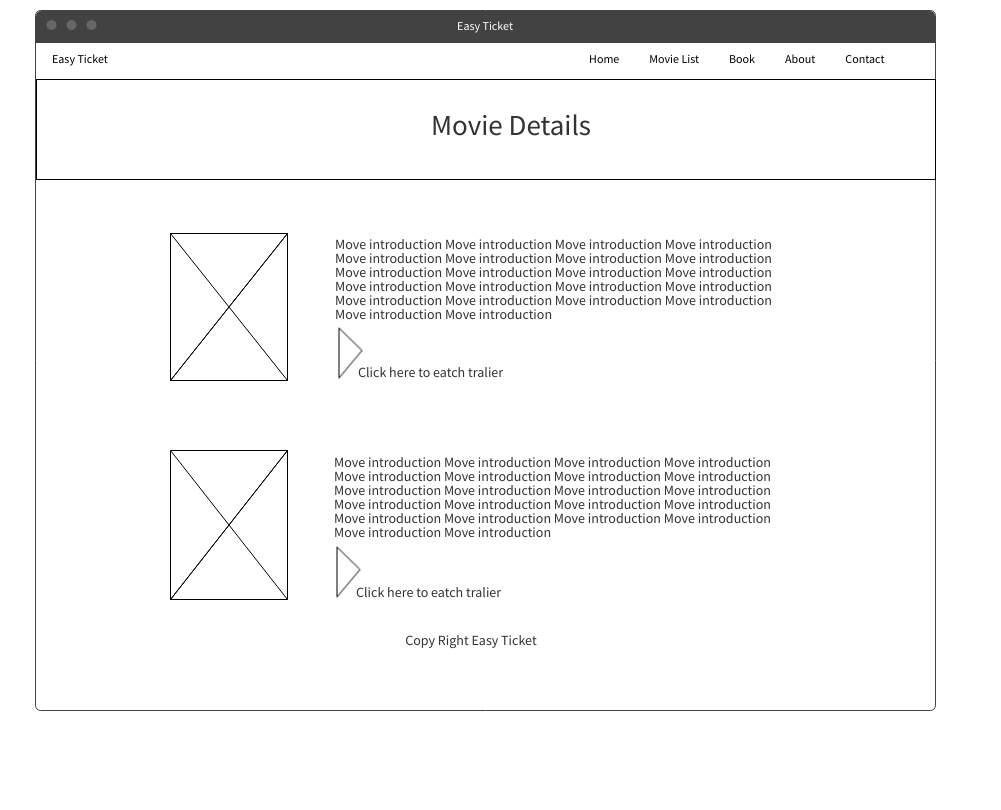 Easy Ticket
Easy Ticket Home Movie List Book About Contact
Movie Details
Move introduction Move introduction Move introduction Move introduction
Move introduction Move introduction Move introduction Move introduction
Move introduction Move introduction Move introduction Move introduction
Move introduction Move introduction Move introduction Move introduction
Move introduction Move introduction Move introduction Move introduction
Move introduction Move introduction
Click here to eatch tralier
Move introduction Move introduction Move introduction Move introduction
Move introduction Move introduction Move introduction Move introduction
Move introduction Move introduction Move introduction Move introduction
Move introduction Move introduction Move introduction Move introduction
Move introduction Move introduction Move introduction Move introduction
Move introduction Move introduction
Click here to eatch tralier
Copy Right Easy Ticket